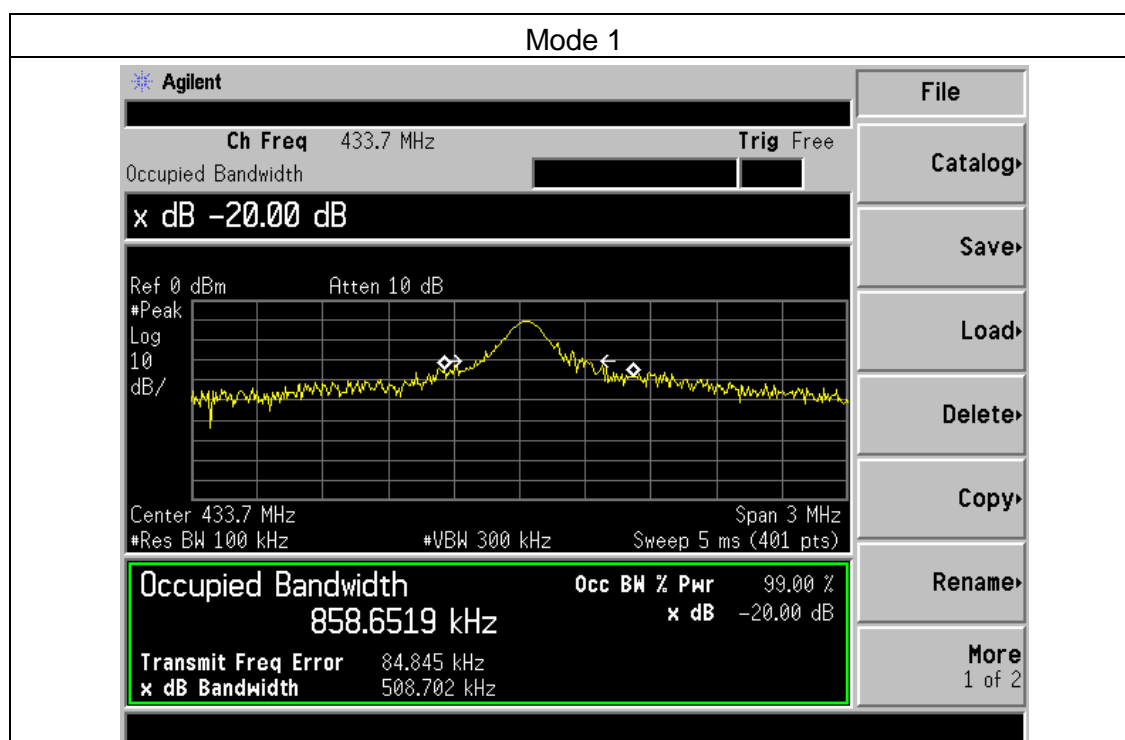 Mode 1
Agilent
File
Ch Freq 433.7 MHz Trig Free
Occupied Bandwidth
Catalog
x dB -20.00 dB
Save
Ref 0 dBm Atten 10 dB
#Peak
Log
10
dB/
Load
Delete
Copy
Center 433.7 MHz Span 3 MHz
#Res BW 100 kHz #VBW 300 kHz Sweep 5 ms (401 pts)
Occupied Bandwidth Occ BW % Pwr 99.00 %
858.6519 kHz x dB -20.00 dB
Rename
Transmit Freq Error 84.845 kHz
x dB Bandwidth 508.702 kHz
More
1 of 2